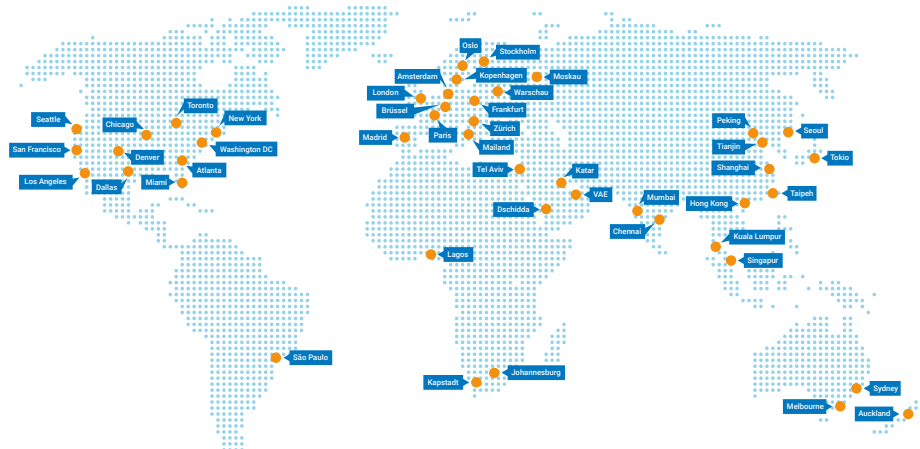 Oslo
Stockholm
Amsterdam
Kopenhagen
Moskau
London
Warschau
Brüssel
Frankfurt
Toronto
Seattle
Chicago
New York
Zürich
Peking
Seoul
Madrid
Paris
Mailand
San Francisco
Washington DC
Tianjin
Denver
Tokio
Los Angeles
Dallas
Miami
Atlanta
Tel Aviv
Katar
Shanghai
VAE
Mumbai
Hong Kong
Taipeh
Dschidda
Chennai
Kuala Lumpur
Lagos
Singapur
São Paulo
Kapstadt
Johannesburg
Sydney
Melbourne
Auckland